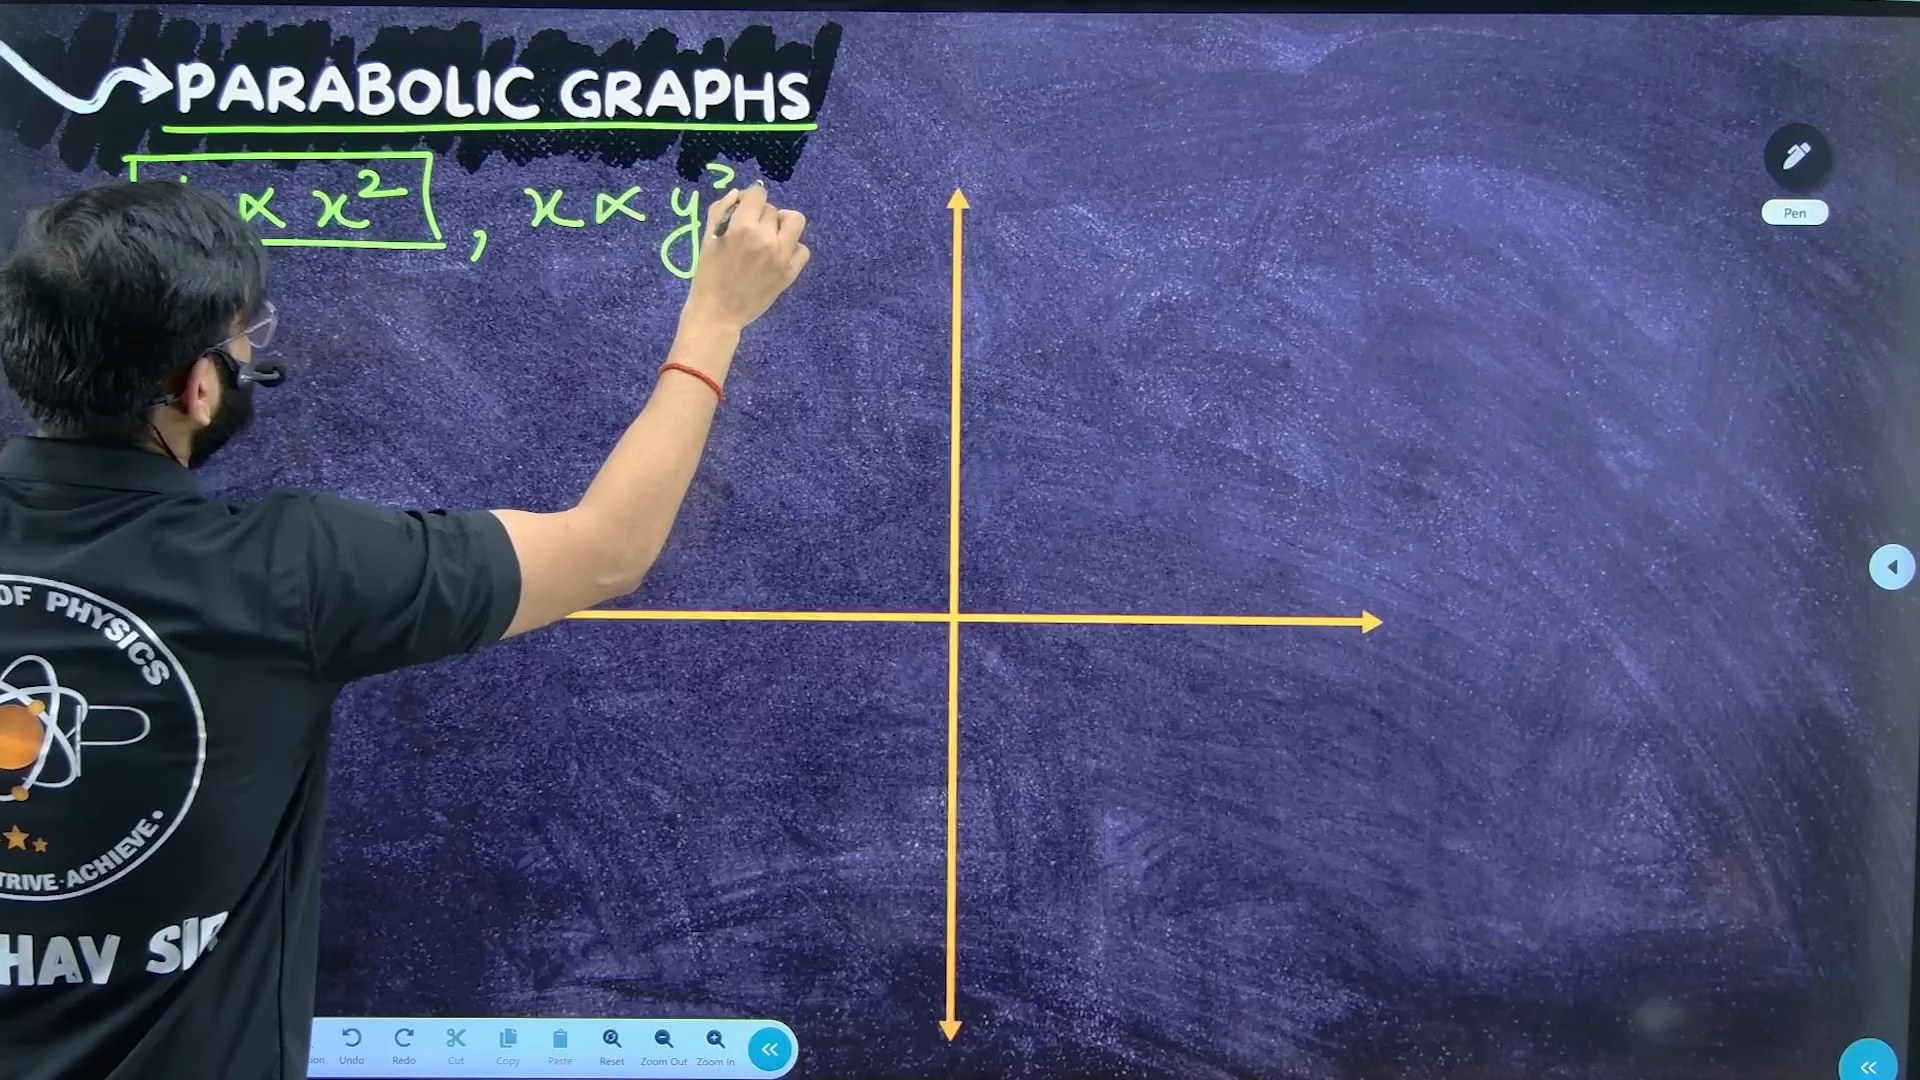 PARABOLIC GRAPHS
∝ x², x ∝ y²
Pen
OF PHYSICS
TRIVE · ACHIEVE •
HAV SIR
Undo Redo Cut Copy Paste Reset Zoom Out Zoom In